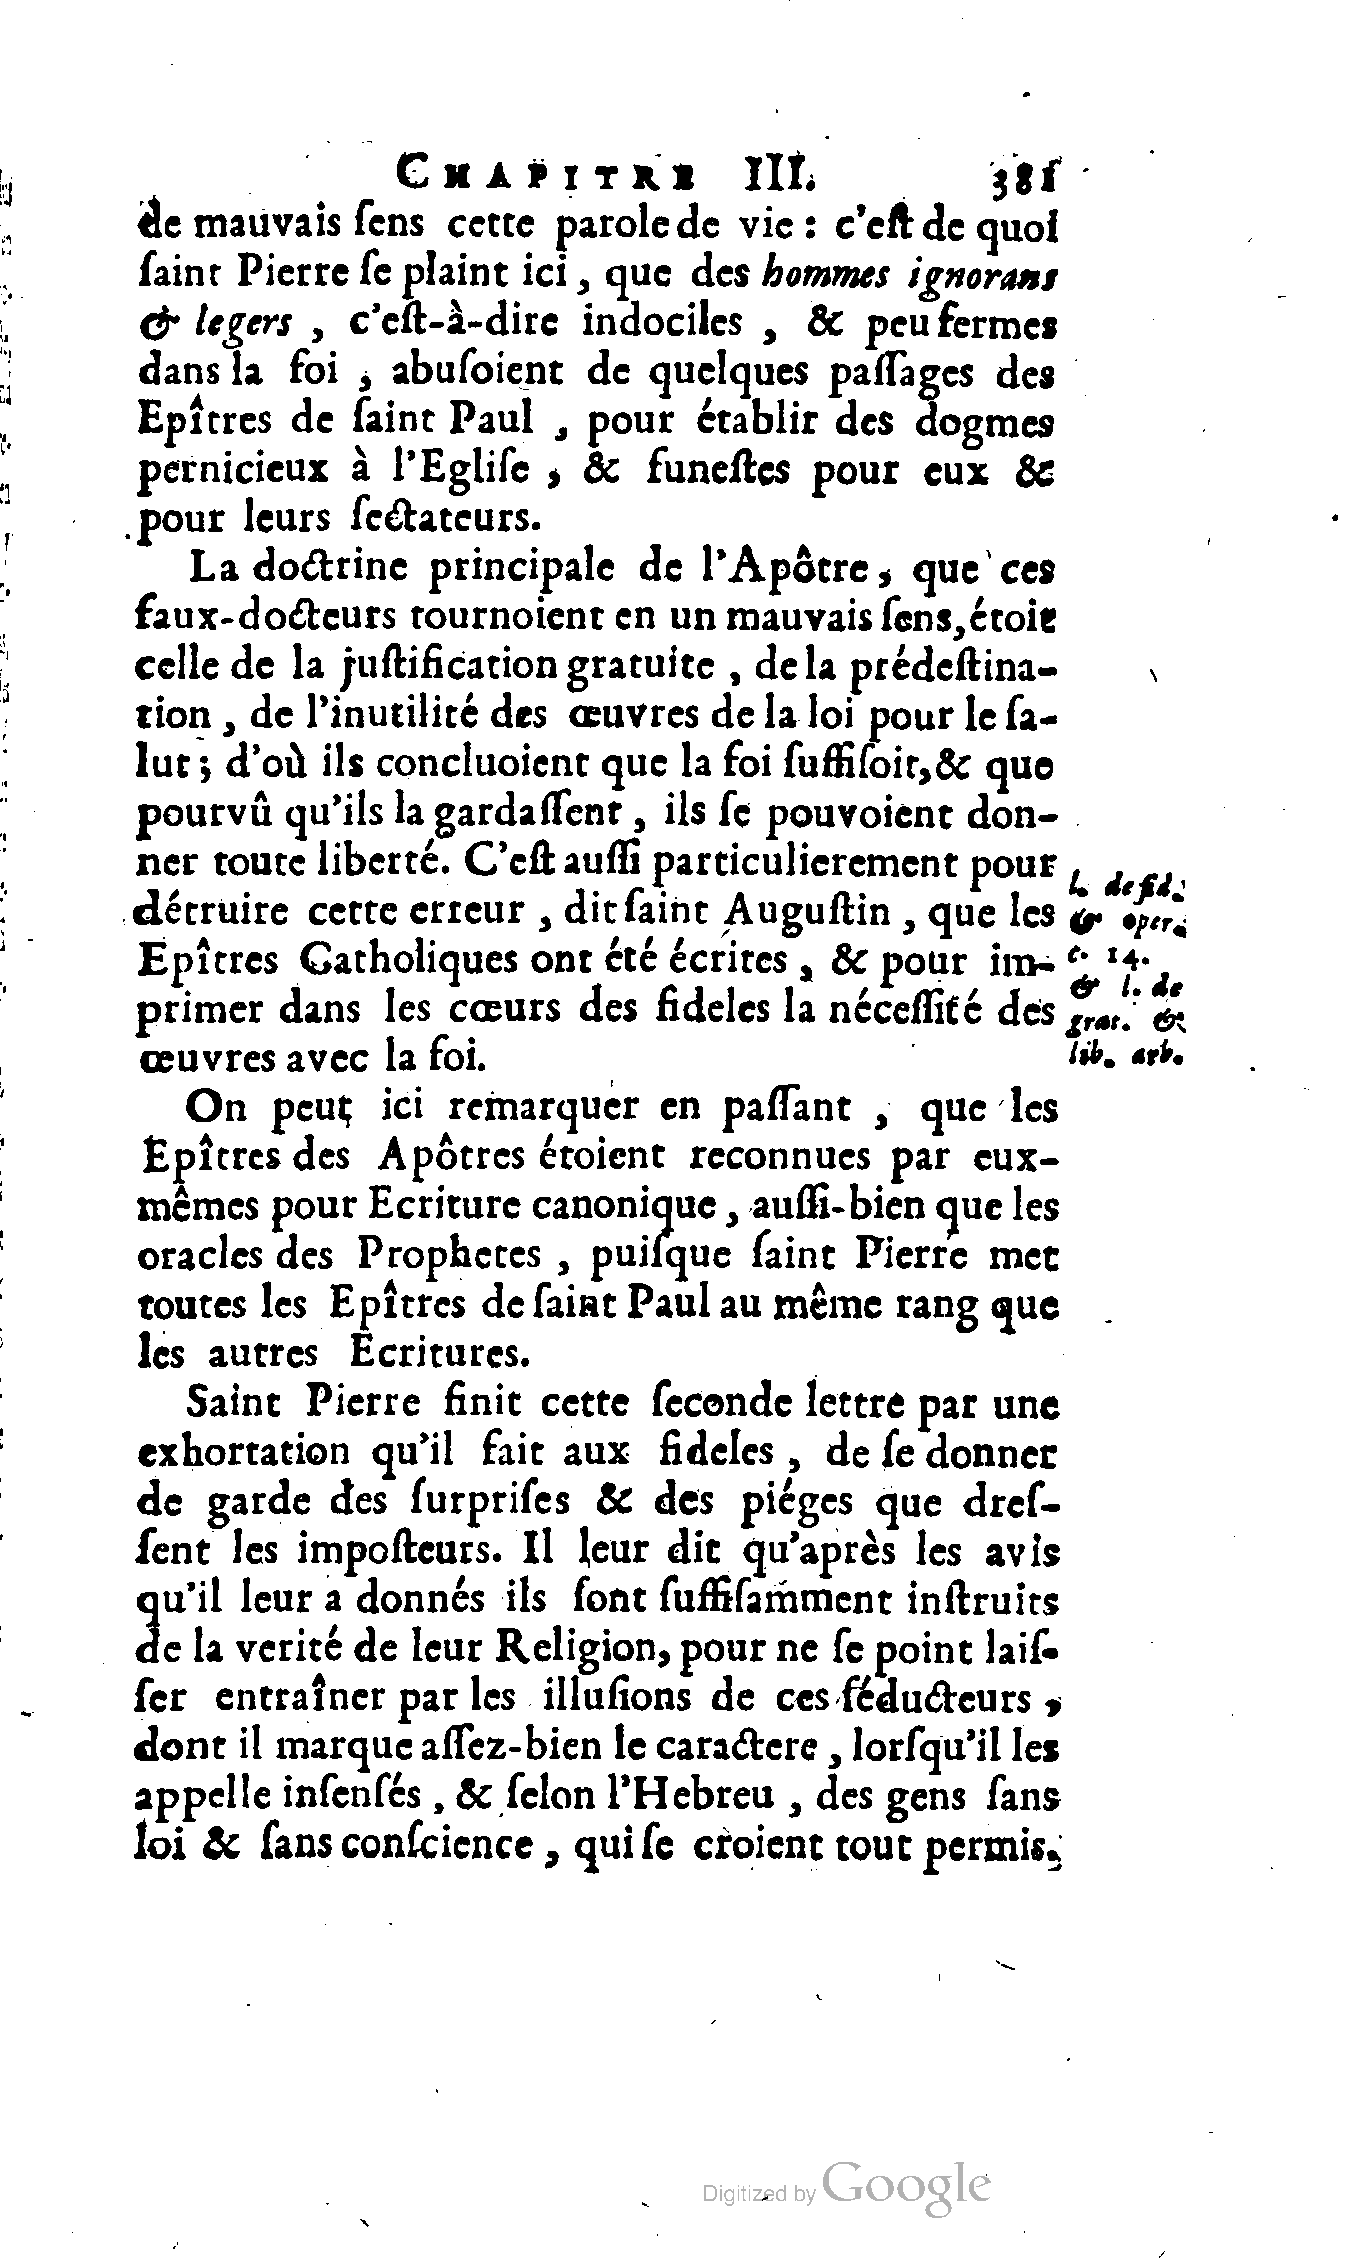 CHAPITRE III. 381
de mauvais ſens cette parole de vie : c'eſt de quoi
ſaint Pierre ſe plaint ici, que des hommes ignorans
& legers, c'eſt-à-dire indociles, & peu fermes
dans la foi, abuſoient de quelques paſſages des
Epîtres de ſaint Paul, pour établir des dogmes
pernicieux à l'Egliſe, & funeſtes pour eux &
pour leurs ſectateurs.
La doctrine principale de l'Apôtre, que ces
faux-docteurs tournoient en un mauvais ſens, étoit
celle de la juſtification gratuite, de la prédeſtina-
tion, de l'inutilité des œuvres de la loi pour le ſa-
lut ; d'où ils concluoient que la foi ſuffiſoit, & que
pourvû qu'ils la gardaſſent, ils ſe pouvoient don-
ner toute liberté. C'eſt auſſi particulierement pour
détruire cette erreur, dit ſaint Auguſtin, que les
Epîtres Catholiques ont été écrites, & pour im-
primer dans les cœurs des fideles la néceſſité des
œuvres avec la foi.
l. de fid.
& oper.
c. 14.
& l. de
grat. &
lib. arb.
On peut ici remarquer en paſſant, que les
Epîtres des Apôtres étoient reconnues par eux-
mêmes pour Ecriture canonique, auſſi-bien que les
oracles des Prophetes, puiſque ſaint Pierre met
toutes les Epîtres de ſaint Paul au même rang que
les autres Ecritures.
Saint Pierre finit cette ſeconde lettre par une
exhortation qu'il fait aux fideles, de ſe donner
de garde des ſurpriſes & des piéges que dreſ-
ſent les impoſteurs. Il leur dit qu'après les avis
qu'il leur a donnés ils ſont ſuffiſamment inſtruits
de la verité de leur Religion, pour ne ſe point laiſ-
ſer entraîner par les illuſions de ces ſéducteurs,
dont il marque aſſez-bien le caractere, lorſqu'il les
appelle inſenſés, & ſelon l'Hebreu, des gens ſans
loi & ſans conſcience, qui ſe croient tout permis.
Digitized by Google